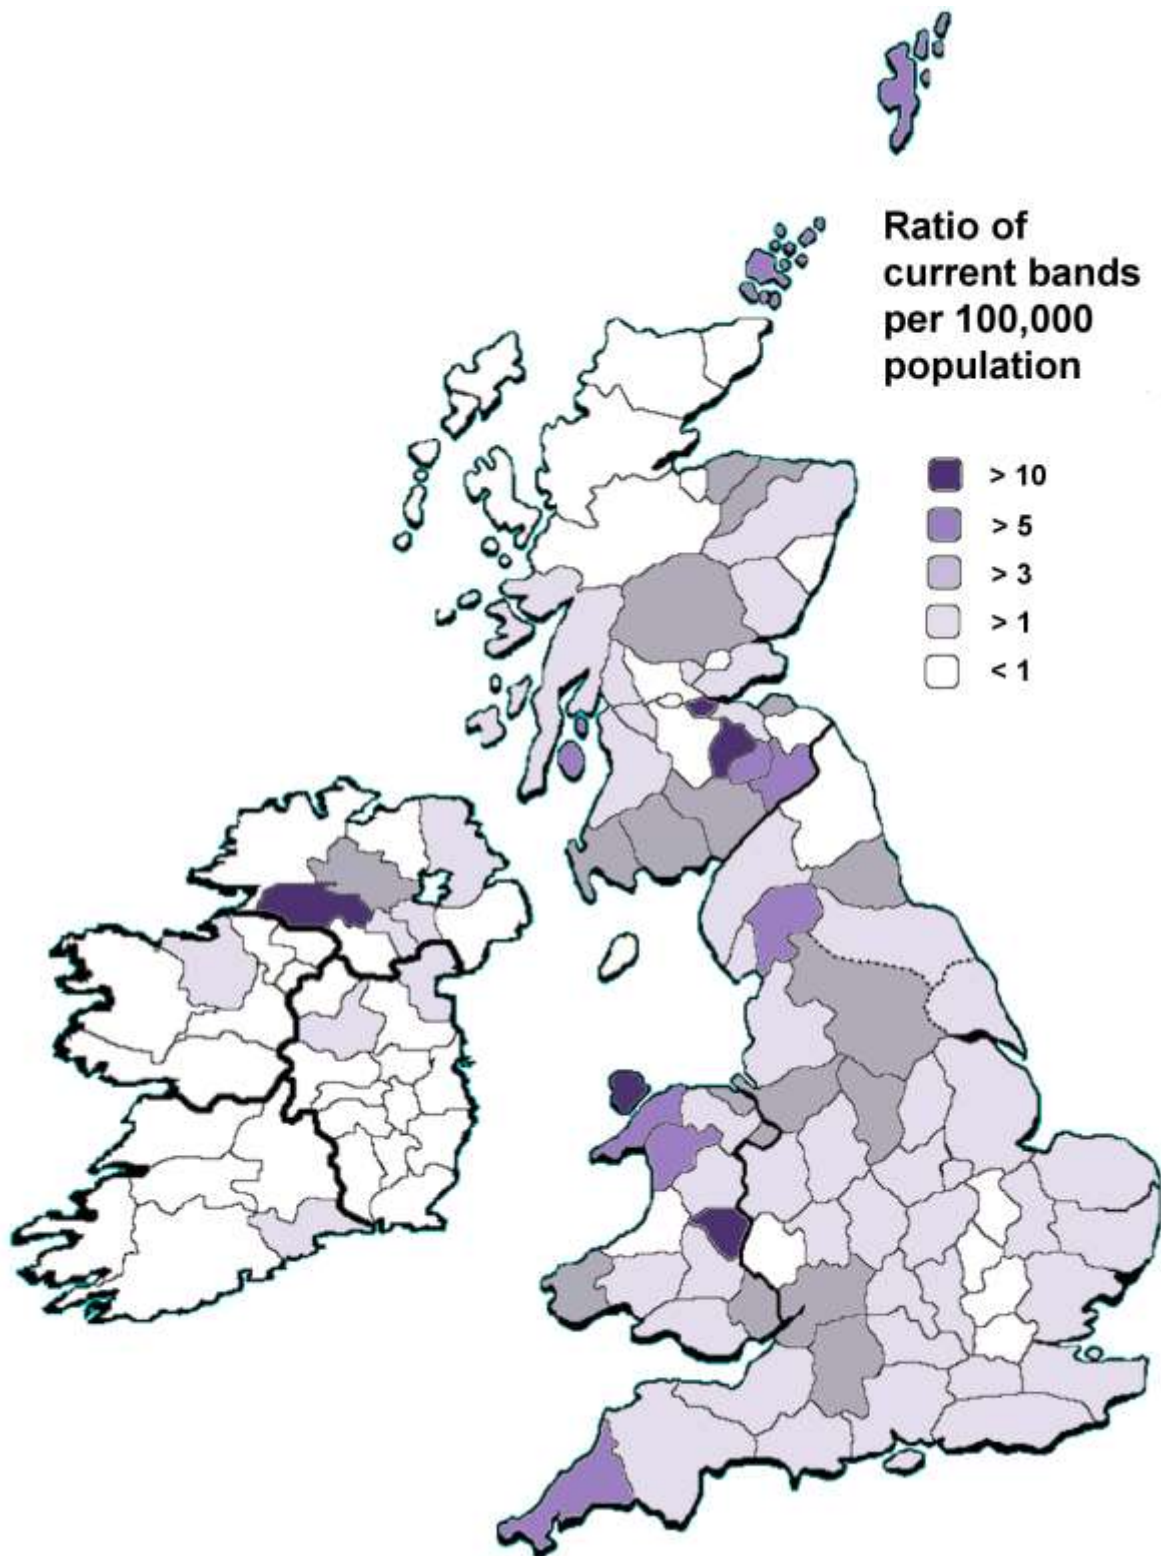 Ratio of
current bands
per 100,000
population
> 10
> 5
> 3
> 1
< 1